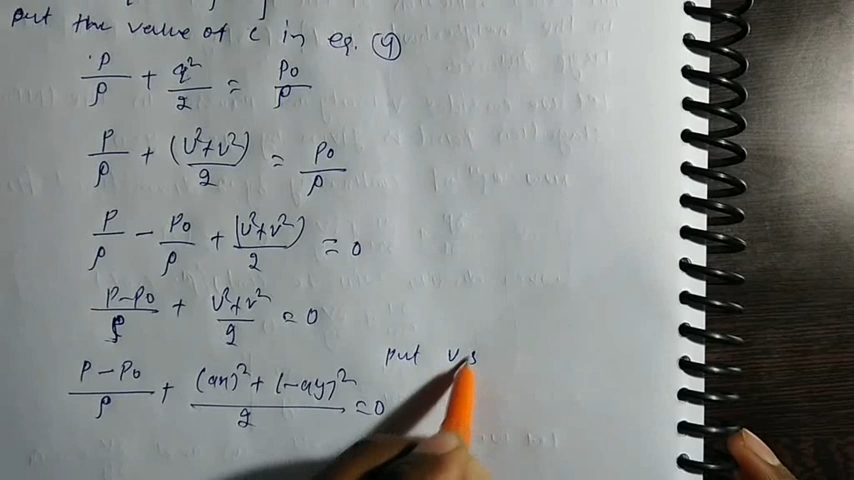 put the value of c in eq. (9)
P/ρ + q²/2 = P₀/ρ
P/ρ + (u²+v²)/2 = P₀/ρ
P/ρ − P₀/ρ + (u²+v²)/2 = 0
P−P₀/ρ + u²+v²/2 = 0
P−P₀/ρ + (ax)²+(−ay)²/2 = 0 put